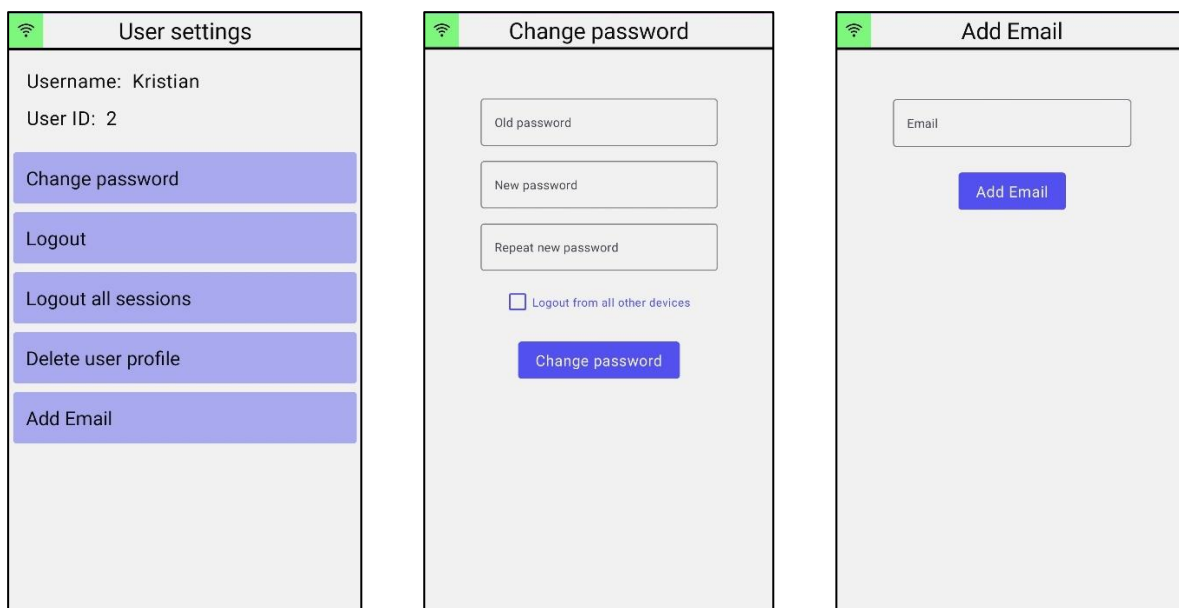 User settings
Username: Kristian
User ID: 2
Change password
Logout
Logout all sessions
Delete user profile
Add Email
Change password
Old password
New password
Repeat new password
Logout from all other devices
Change password
Add Email
Email
Add Email